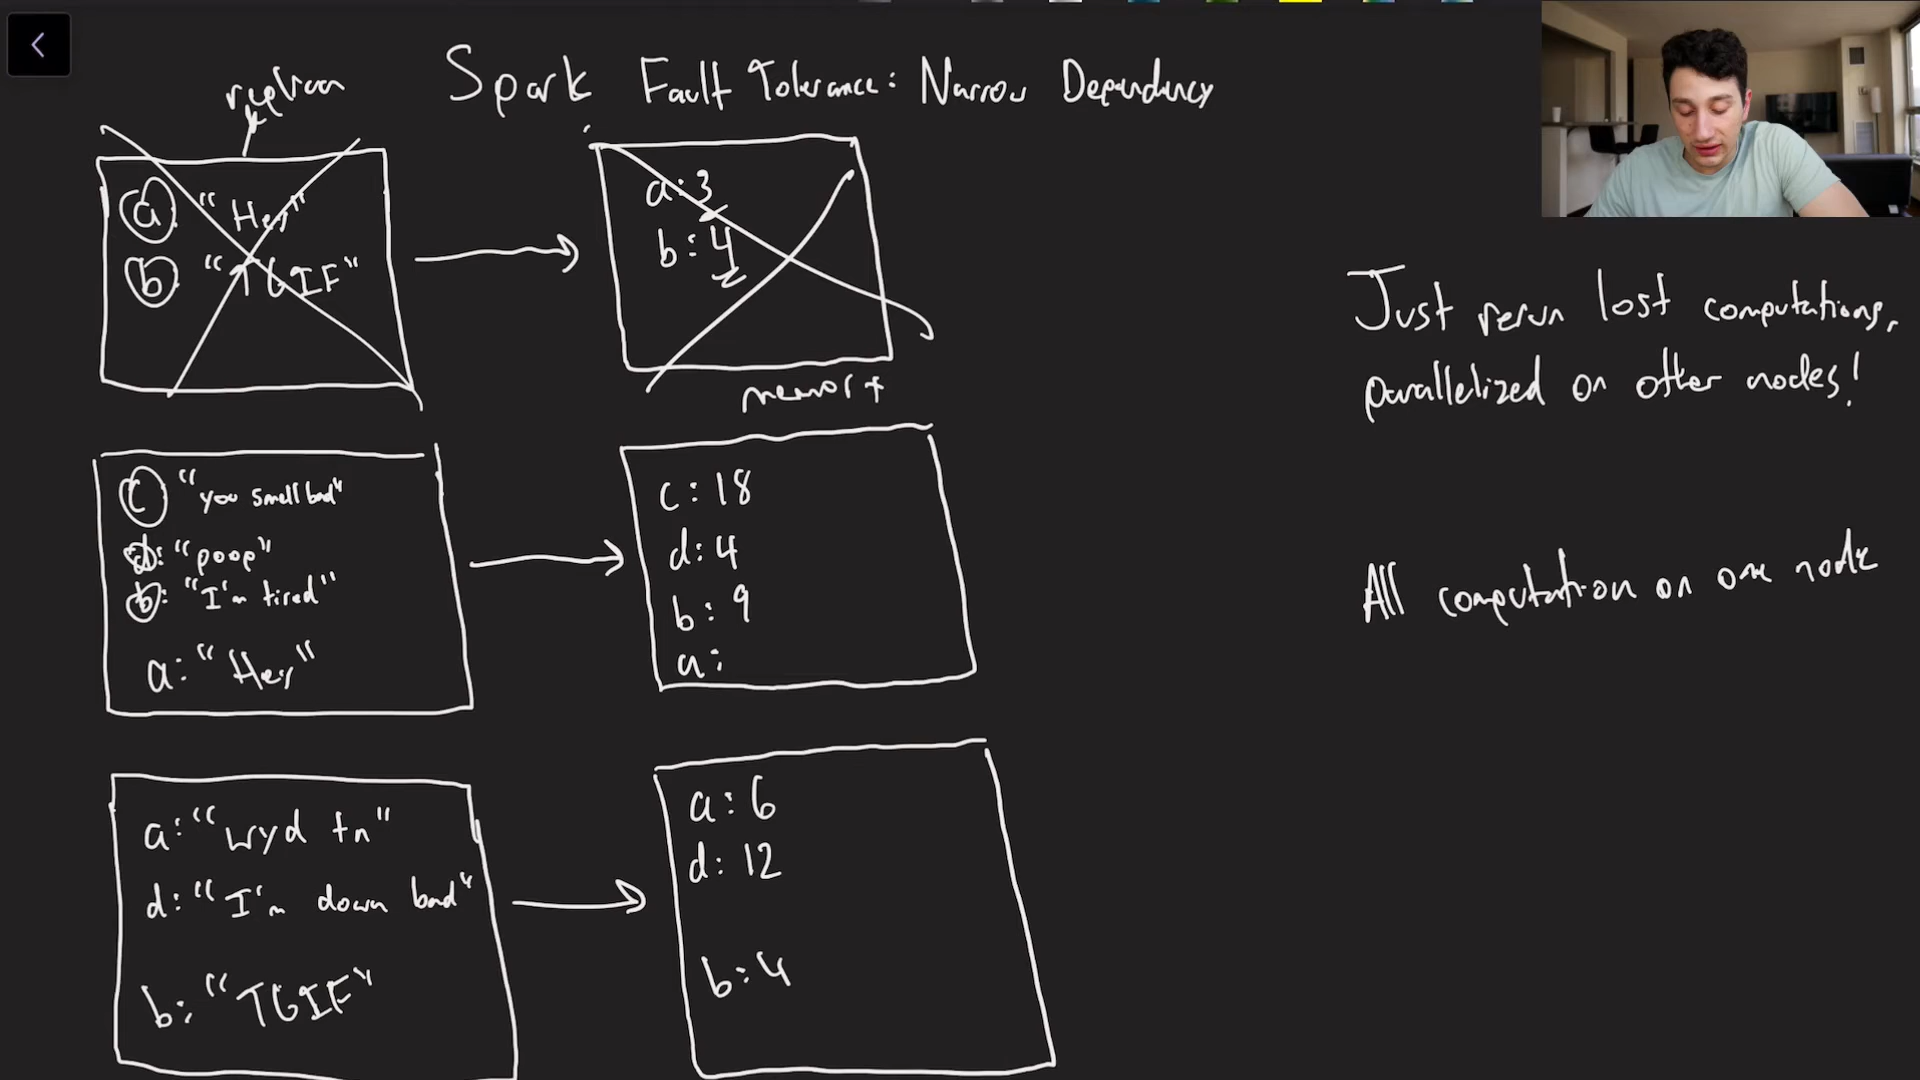 Spark Fault Tolerance: Narrow Dependency
a: "Hey"
b: "TGIF"
a: 3
b: 4
memory
c: "you smell bad"
d: "poop"
b: "I'm tired"
a: "Hey"
c: 18
d: 4
b: 9
a:
a: "wyd tn"
d: "I'm down bad"
b: "TGIF"
a: 6
d: 12
b: 4
Just rerun lost computations,
parallelized on other nodes!
All computation on one node